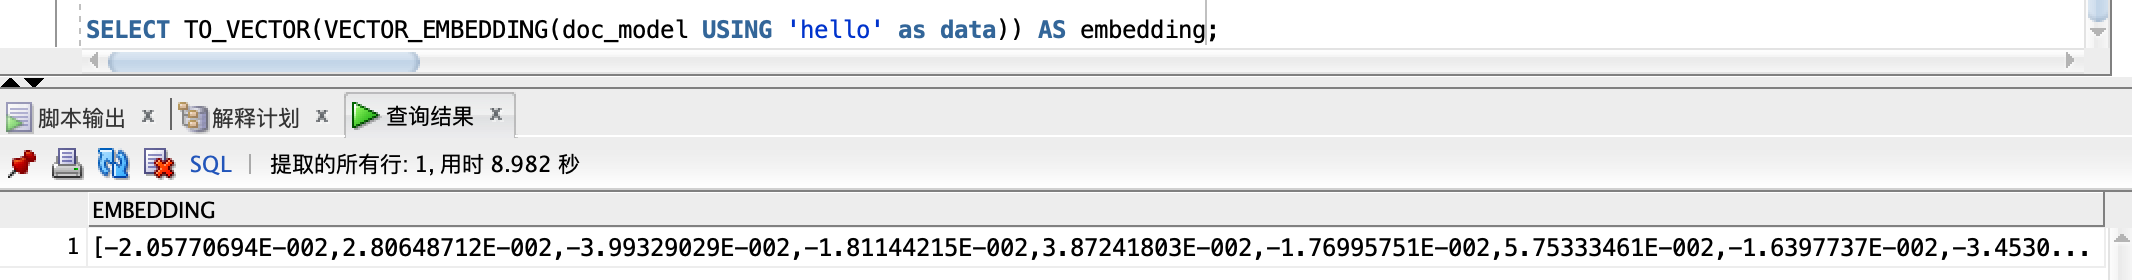 SELECT TO_VECTOR(VECTOR_EMBEDDING(doc_model USING 'hello' as data)) AS embedding;
脚本输出 x 解释计划 x 查询结果 x
SQL | 提取的所有行: 1, 用时 8.982 秒
EMBEDDING
1 [-2.05770694E-002,2.80648712E-002,-3.99329029E-002,-1.81144215E-002,3.87241803E-002,-1.76995751E-002,5.75333461E-002,-1.6397737E-002,-3.4530...